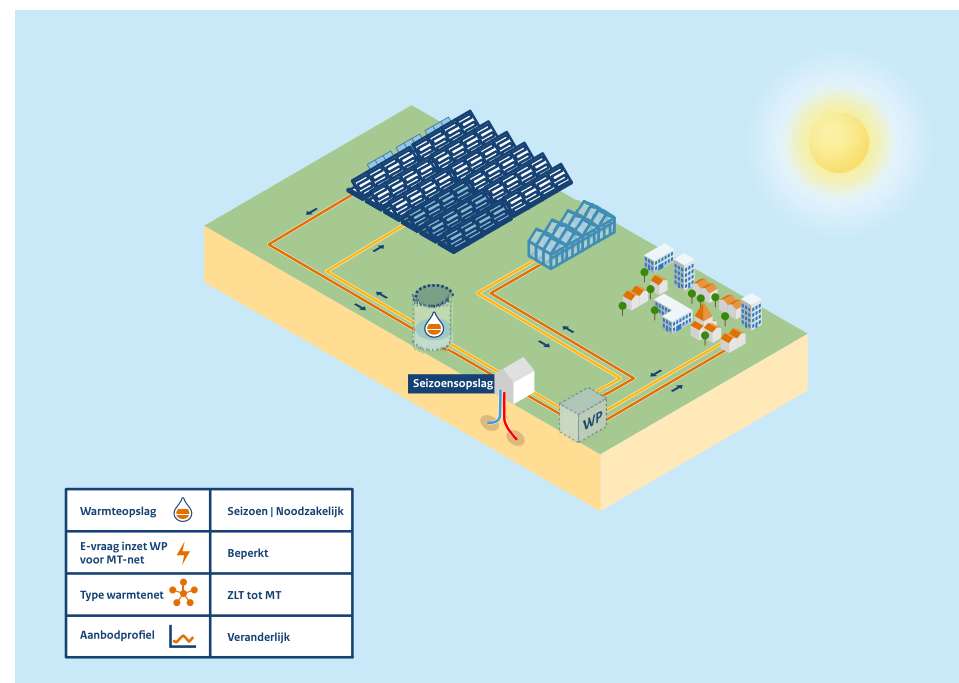 Seizoensopslag
WP
Warmteopslag
Seizoen | Noodzakelijk
E-vraag inzet WP
voor MT-net
Beperkt
Type warmtenet
ZLT tot MT
Aanbodprofiel
Veranderlijk